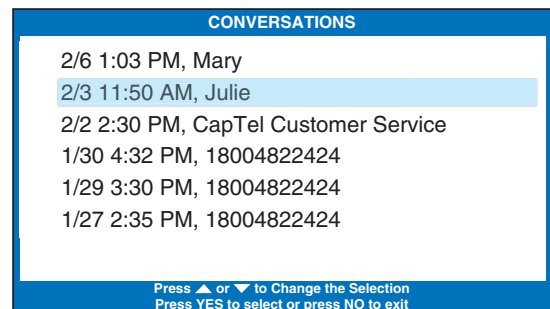 CONVERSATIONS
2/6 1:03 PM, Mary
2/3 11:50 AM, Julie
2/2 2:30 PM, CapTel Customer Service
1/30 4:32 PM, 18004822424
1/29 3:30 PM, 18004822424
1/27 2:35 PM, 18004822424
Press ▲ or ▼ to Change the Selection
Press YES to select or press NO to exit